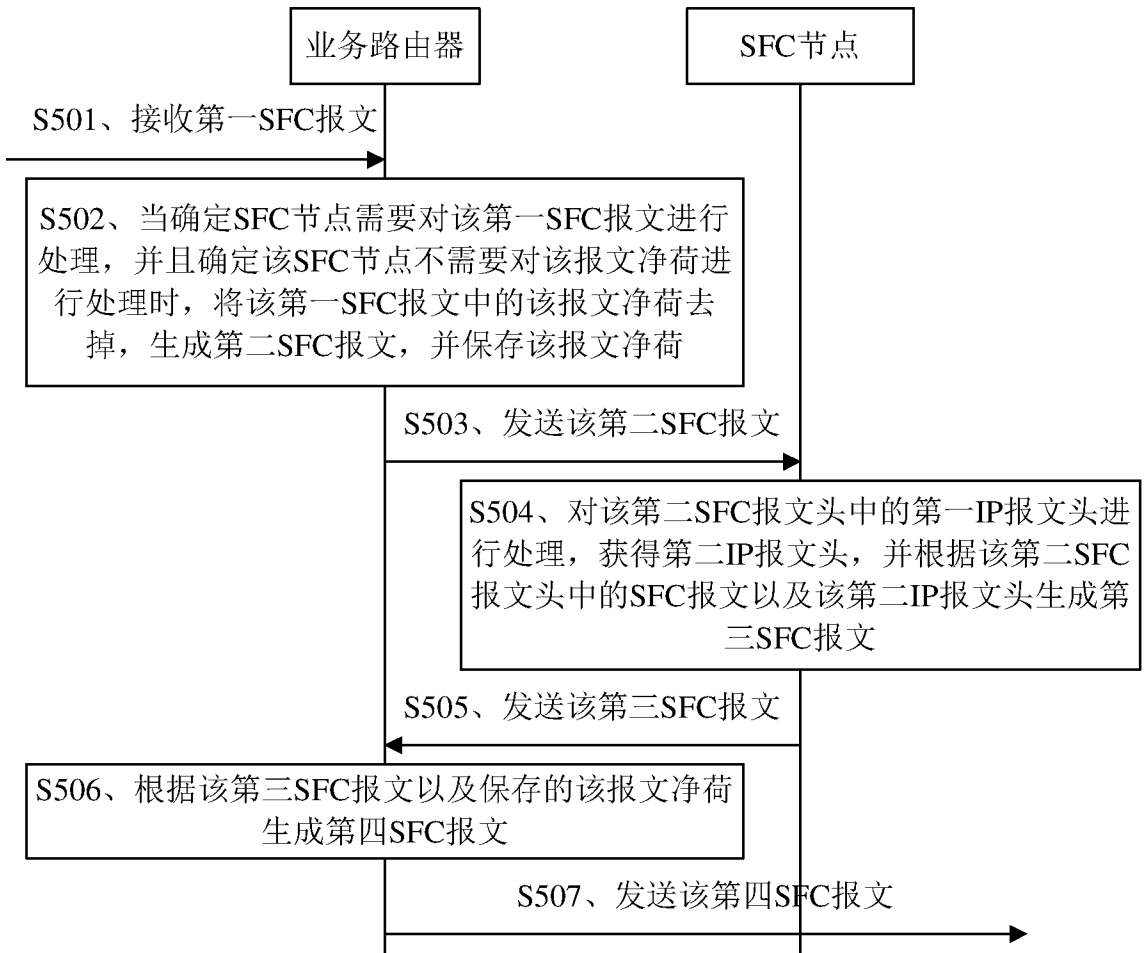 业务路由器
SFC节点
S501、接收第一SFC报文
S502、当确定SFC节点需要对该第一SFC报文进行
处理，并且确定该SFC节点不需要对该报文净荷进
行处理时，将该第一SFC报文中的该报文净荷去
掉，生成第二SFC报文，并保存该报文净荷
S503、发送该第二SFC报文
S504、对该第二SFC报文头中的第一IP报文头进
行处理，获得第二IP报文头，并根据该第二SFC
报文头中的SFC报文以及该第二IP报文头生成第
三SFC报文
S505、发送该第三SFC报文
S506、根据该第三SFC报文以及保存的该报文净荷
生成第四SFC报文
S507、发送该第四SFC报文